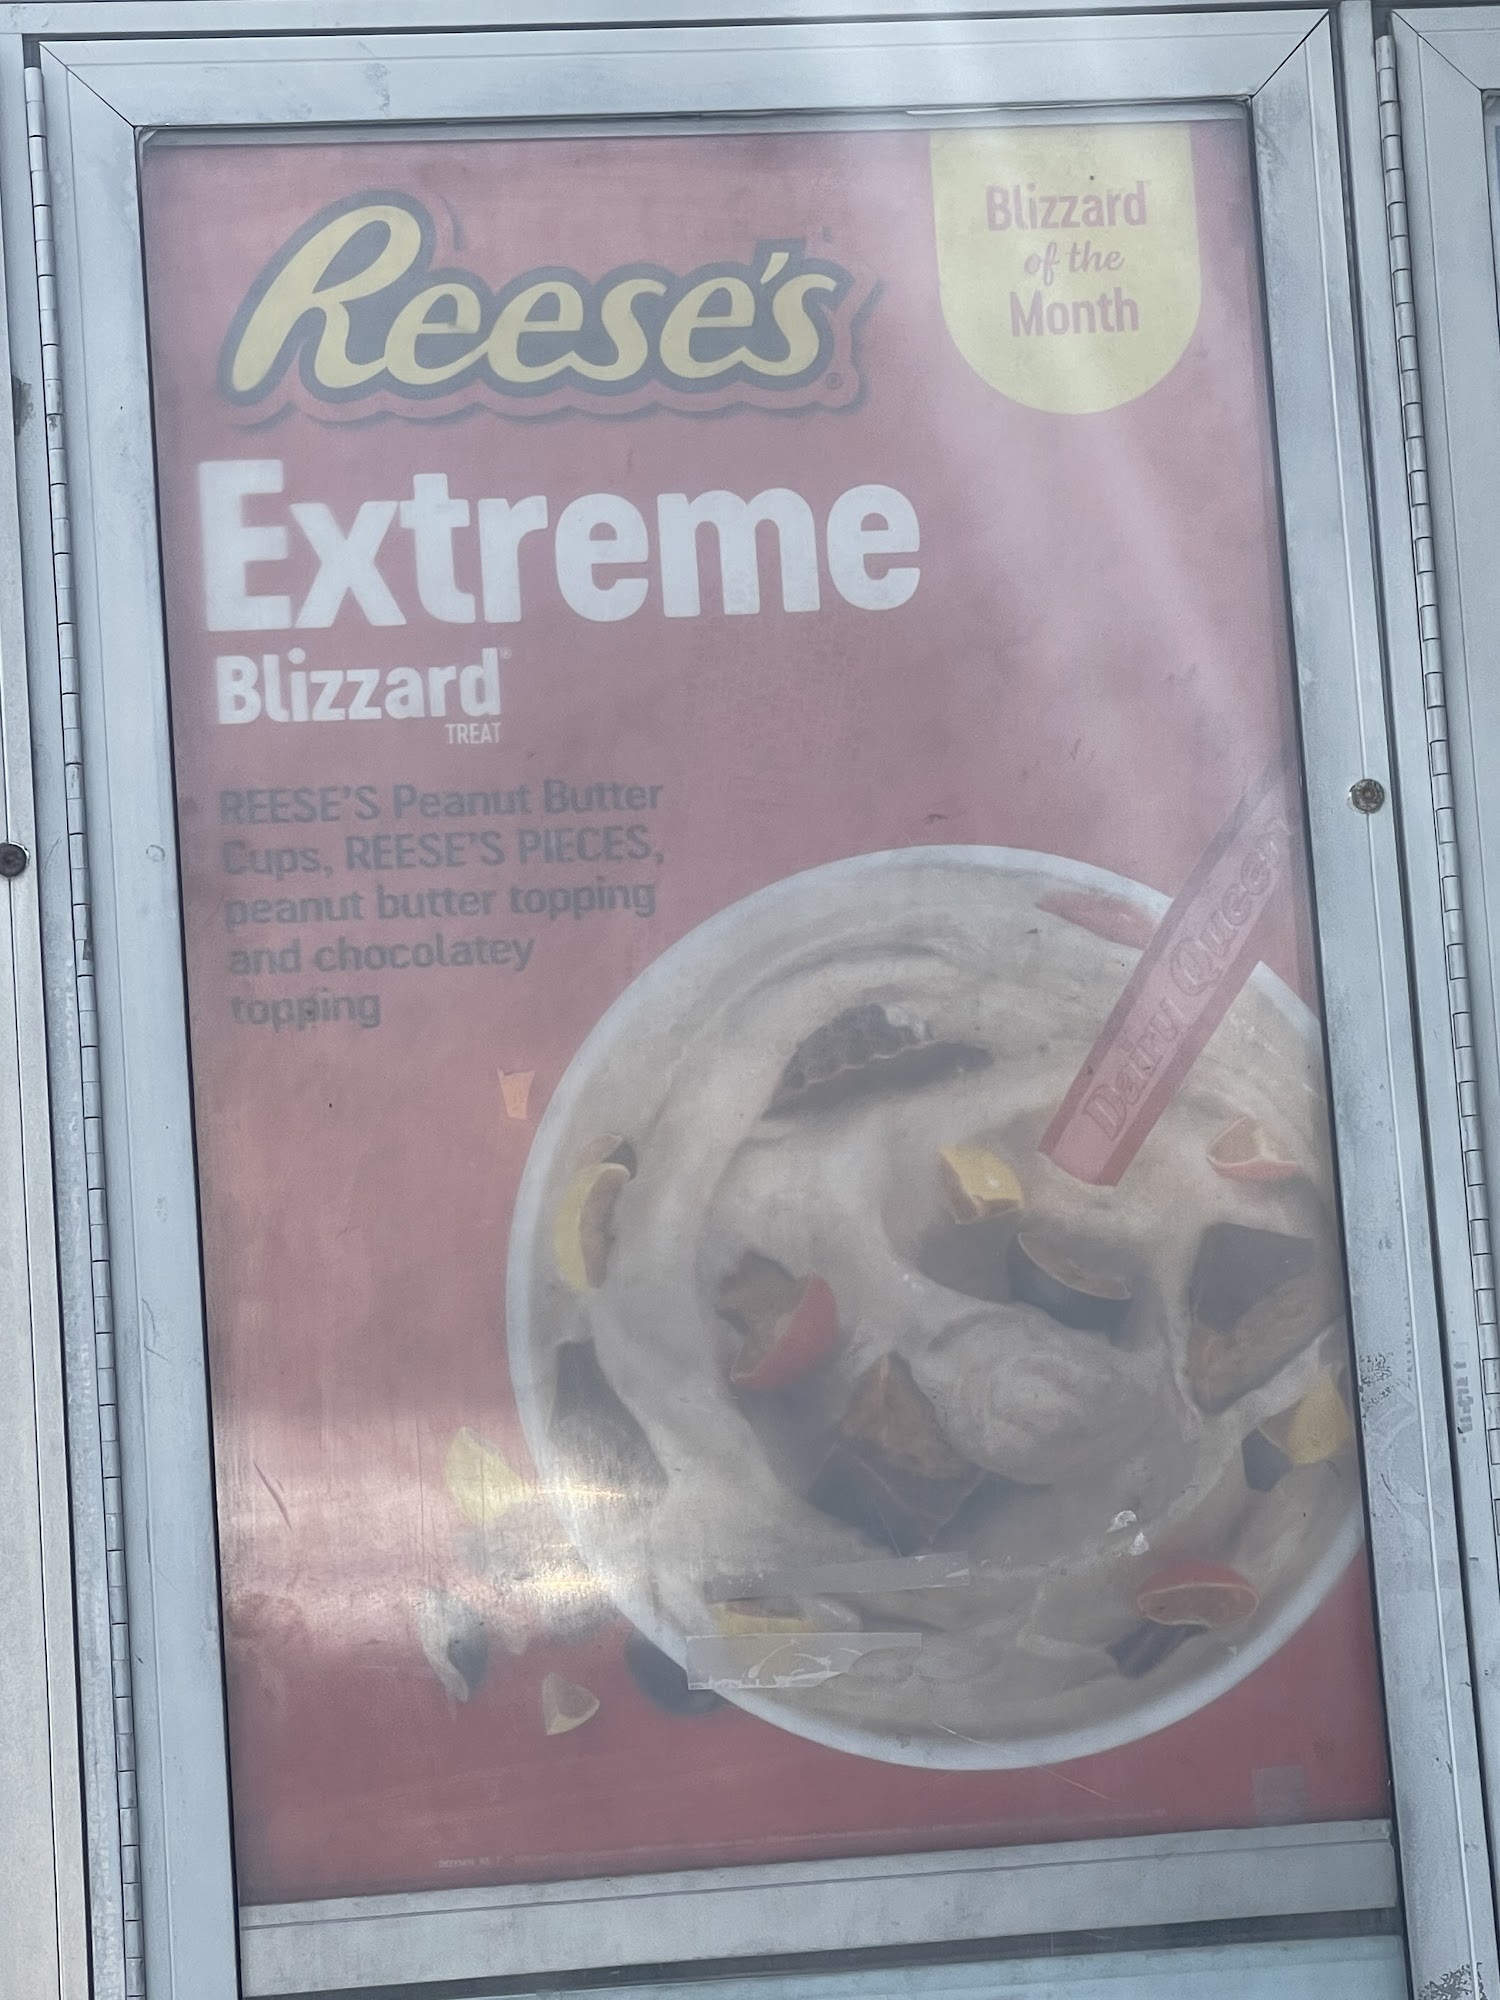 Reese's
Blizzard
of the
Month
Extreme
Blizzard®
TREAT
REESE'S Peanut Butter
Cups, REESE'S PIECES,
peanut butter topping
and chocolatey
topping
Dairy Queen